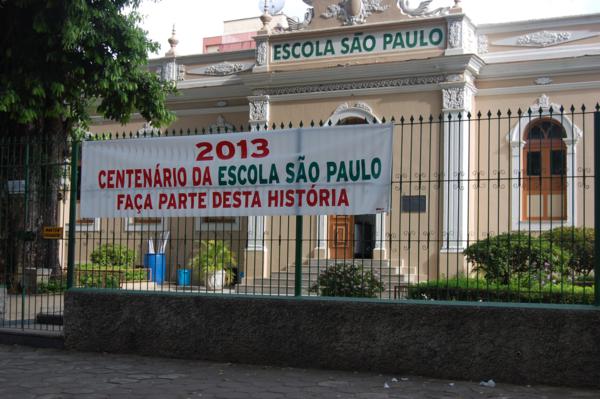 ESCOLA SÃO PAULO
2013
CENTENÁRIO DA ESCOLA SÃO PAULO
FAÇA PARTE DESTA HISTÓRIA